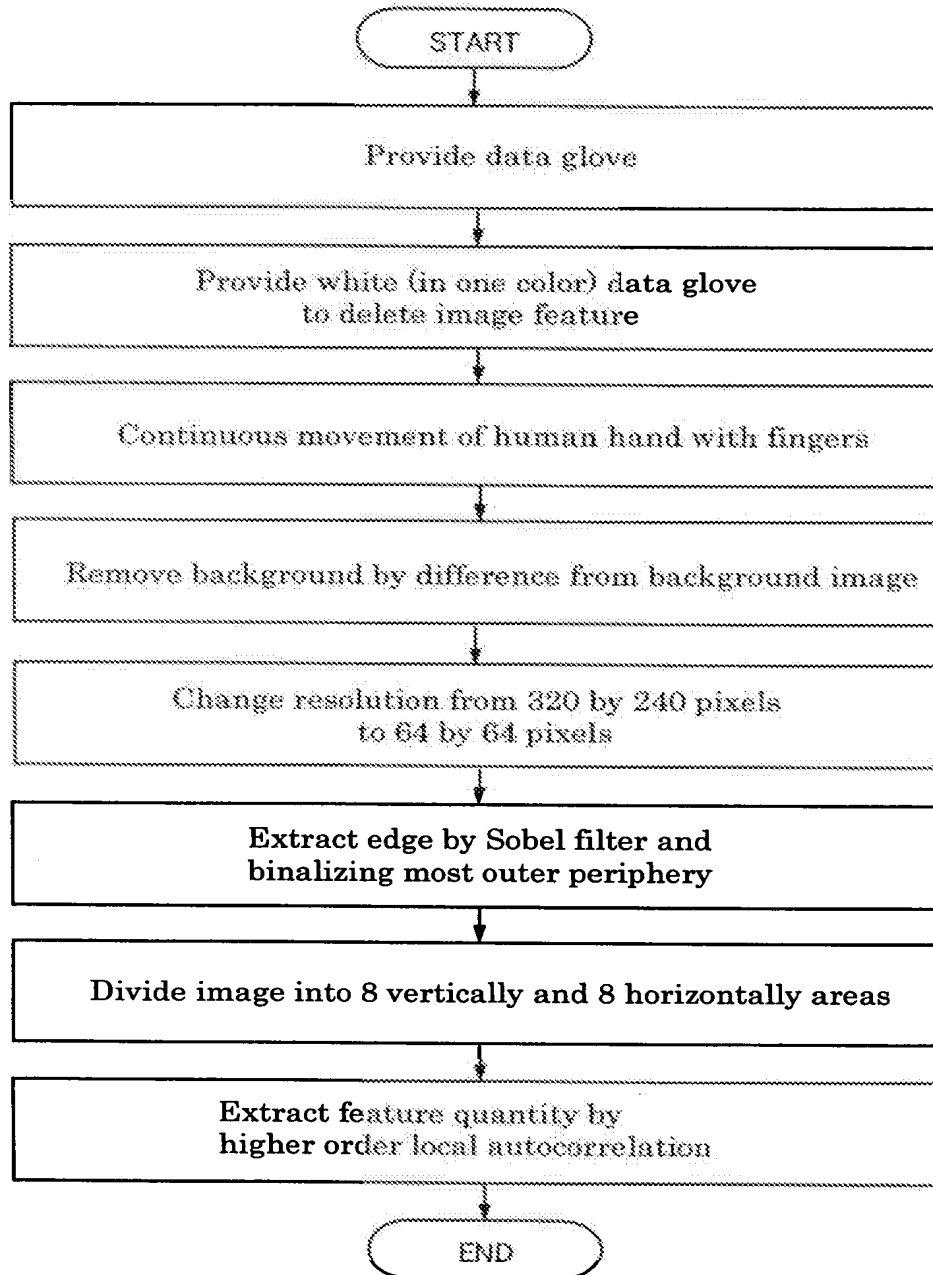 START
Provide data glove
Provide white (in one color) data glove
to delete image feature
Continuous movement of human hand with fingers
Remove background by difference from background image
Change resolution from 320 by 240 pixels
to 64 by 64 pixels
Extract edge by Sobel filter and
binalizing most outer periphery
Divide image into 8 vertically and 8 horizontally areas
Extract feature quantity by
higher order local autocorrelation
END